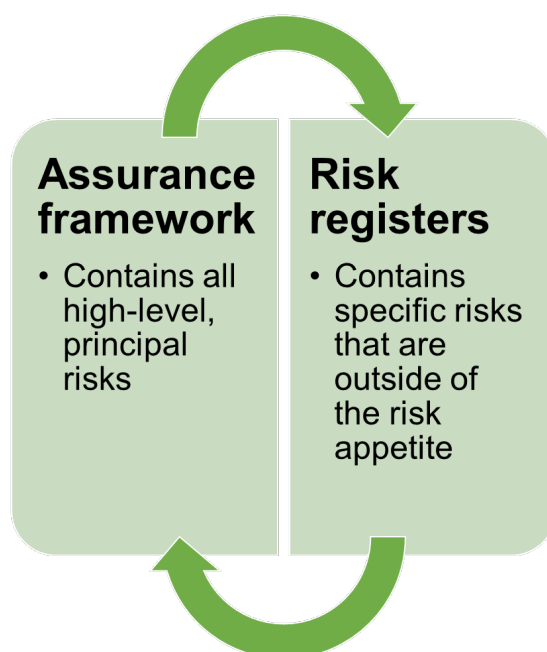 Assurance
framework
• Contains all
high-level,
principal
risks
Risk
registers
• Contains
specific risks
that are
outside of
the risk
appetite